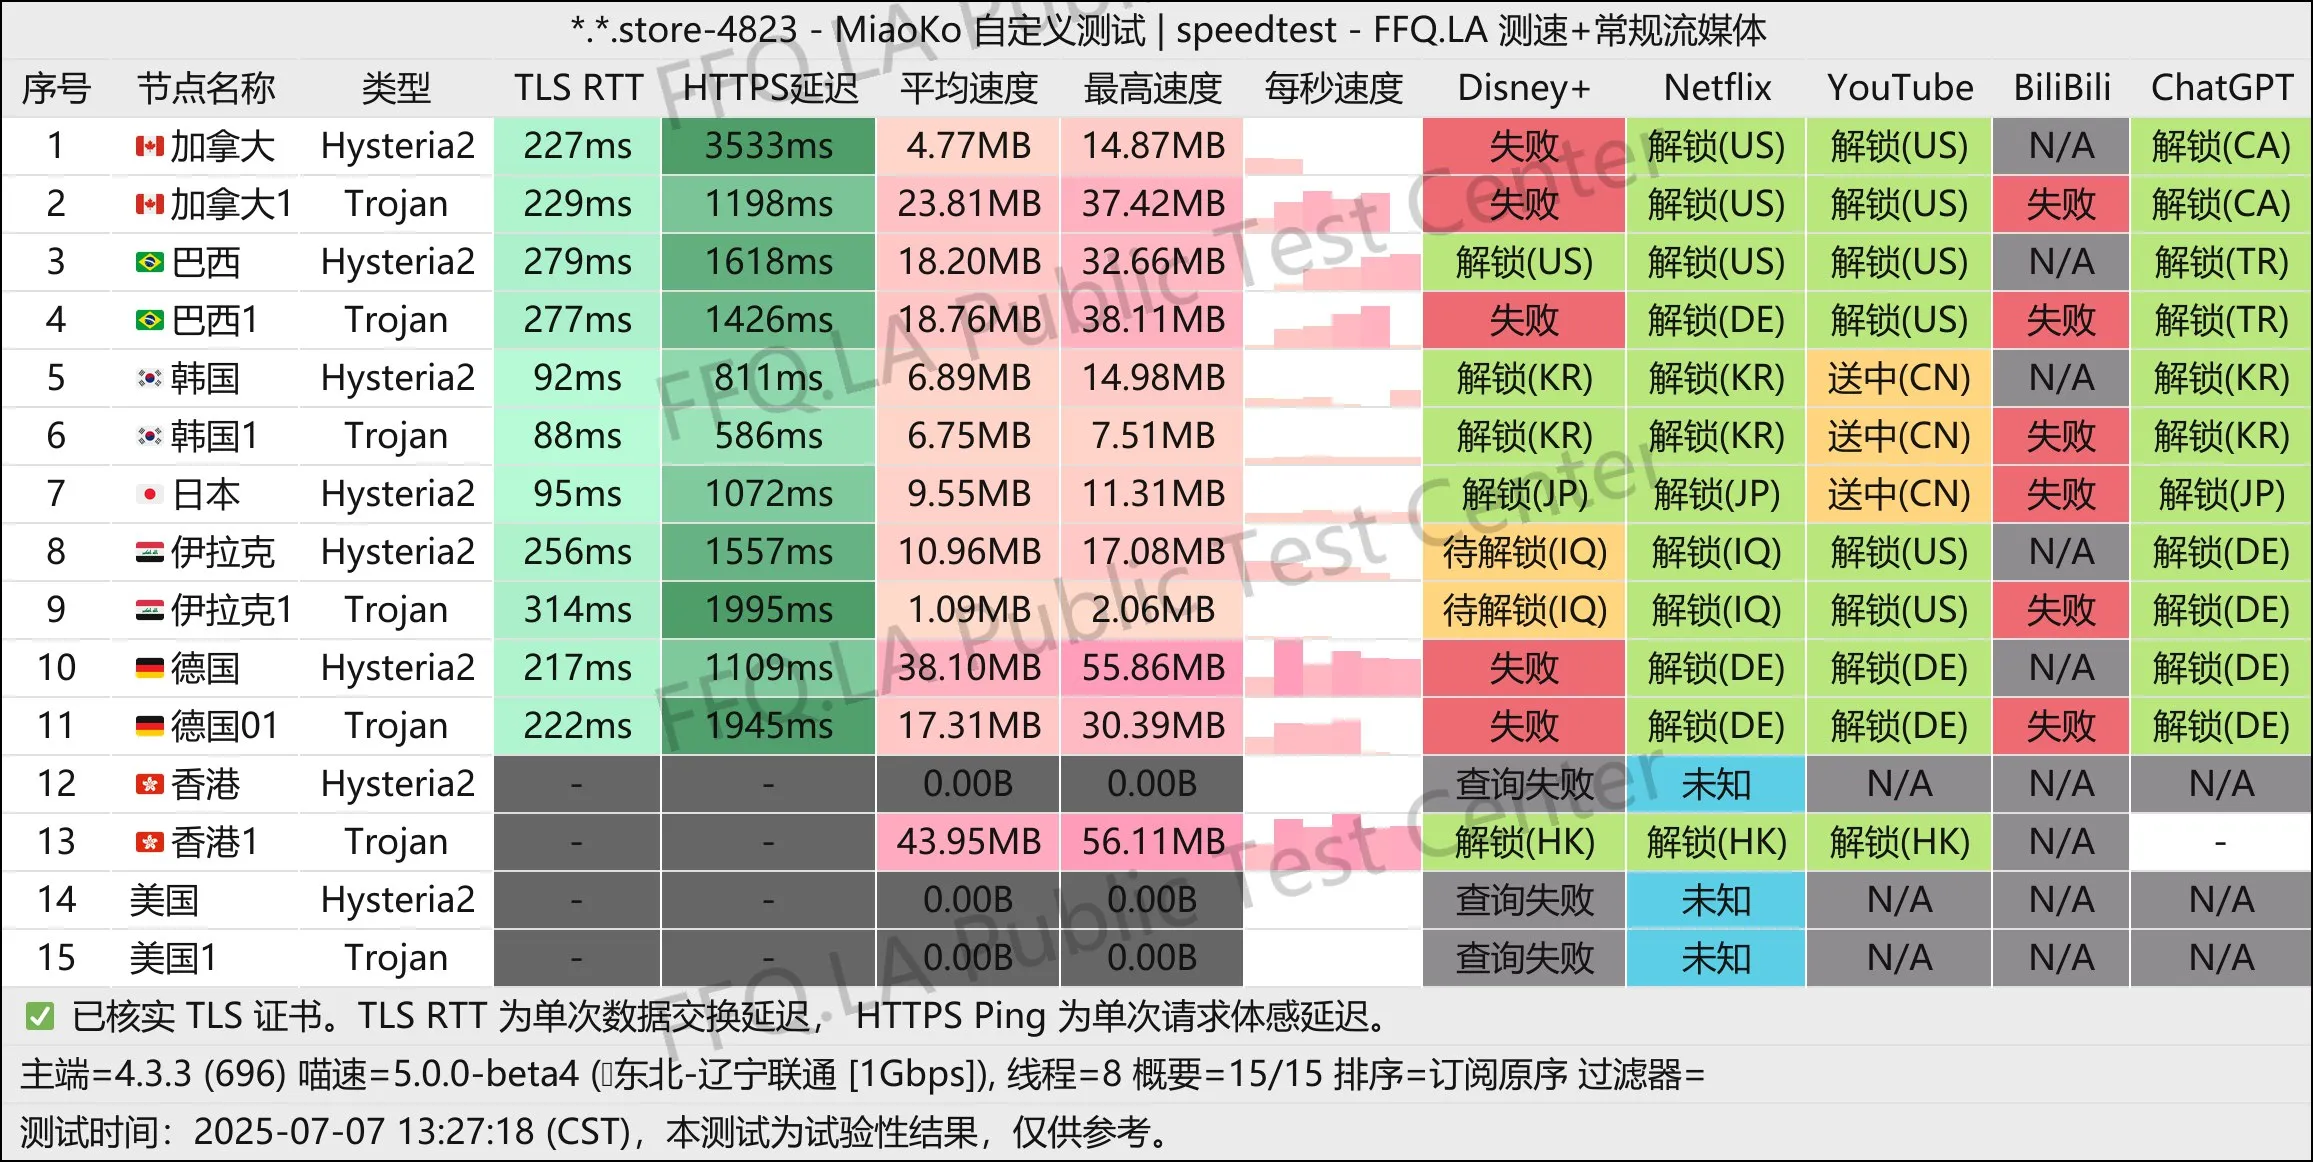 *.*.store-4823 - MiaoKo 自定义测试 | speedtest - FFQ.LA 测速+常规流媒体
序号 节点名称 类型 TLS RTT HTTPS延迟 平均速度 最高速度 每秒速度 Disney+ Netflix YouTube BiliBili ChatGPT
1 加拿大 Hysteria2 227ms 3533ms 4.77MB 14.87MB 失败 解锁(US) 解锁(US) N/A 解锁(CA)
2 加拿大1 Trojan 229ms 1198ms 23.81MB 37.42MB 失败 解锁(US) 解锁(US) 失败 解锁(CA)
3 巴西 Hysteria2 279ms 1618ms 18.20MB 32.66MB 解锁(US) 解锁(US) 解锁(US) N/A 解锁(TR)
4 巴西1 Trojan 277ms 1426ms 18.76MB 38.11MB 失败 解锁(DE) 解锁(US) 失败 解锁(TR)
5 韩国 Hysteria2 92ms 811ms 6.89MB 14.98MB 解锁(KR) 解锁(KR) 送中(CN) N/A 解锁(KR)
6 韩国1 Trojan 88ms 586ms 6.75MB 7.51MB 解锁(KR) 解锁(KR) 送中(CN) 失败 解锁(KR)
7 日本 Hysteria2 95ms 1072ms 9.55MB 11.31MB 解锁(JP) 解锁(JP) 送中(CN) 失败 解锁(JP)
8 伊拉克 Hysteria2 256ms 1557ms 10.96MB 17.08MB 待解锁(IQ) 解锁(IQ) 解锁(US) N/A 解锁(DE)
9 伊拉克1 Trojan 314ms 1995ms 1.09MB 2.06MB 待解锁(IQ) 解锁(IQ) 解锁(US) 失败 解锁(DE)
10 德国 Hysteria2 217ms 1109ms 38.10MB 55.86MB 失败 解锁(DE) 解锁(DE) N/A 解锁(DE)
11 德国01 Trojan 222ms 1945ms 17.31MB 30.39MB 失败 解锁(DE) 解锁(DE) 失败 解锁(DE)
12 香港 Hysteria2 - - 0.00B 0.00B 查询失败 未知 N/A N/A N/A
13 香港1 Trojan - - 43.95MB 56.11MB 解锁(HK) 解锁(HK) 解锁(HK) N/A -
14 美国 Hysteria2 - - 0.00B 0.00B 查询失败 未知 N/A N/A N/A
15 美国1 Trojan - - 0.00B 0.00B 查询失败 未知 N/A N/A N/A
✅ 已核实 TLS 证书。TLS RTT 为单次数据交换延迟， HTTPS Ping 为单次请求体感延迟。
主端=4.3.3 (696) 喵速=5.0.0-beta4 (东北-辽宁联通 [1Gbps]), 线程=8 概要=15/15 排序=订阅原序 过滤器=
测试时间：2025-07-07 13:27:18 (CST)，本测试为试验性结果，仅供参考。
FFQ.LA Public Test Center
FFQ.LA Public Test Center
FFQ.LA Public Test Center
FFQ.LA Public